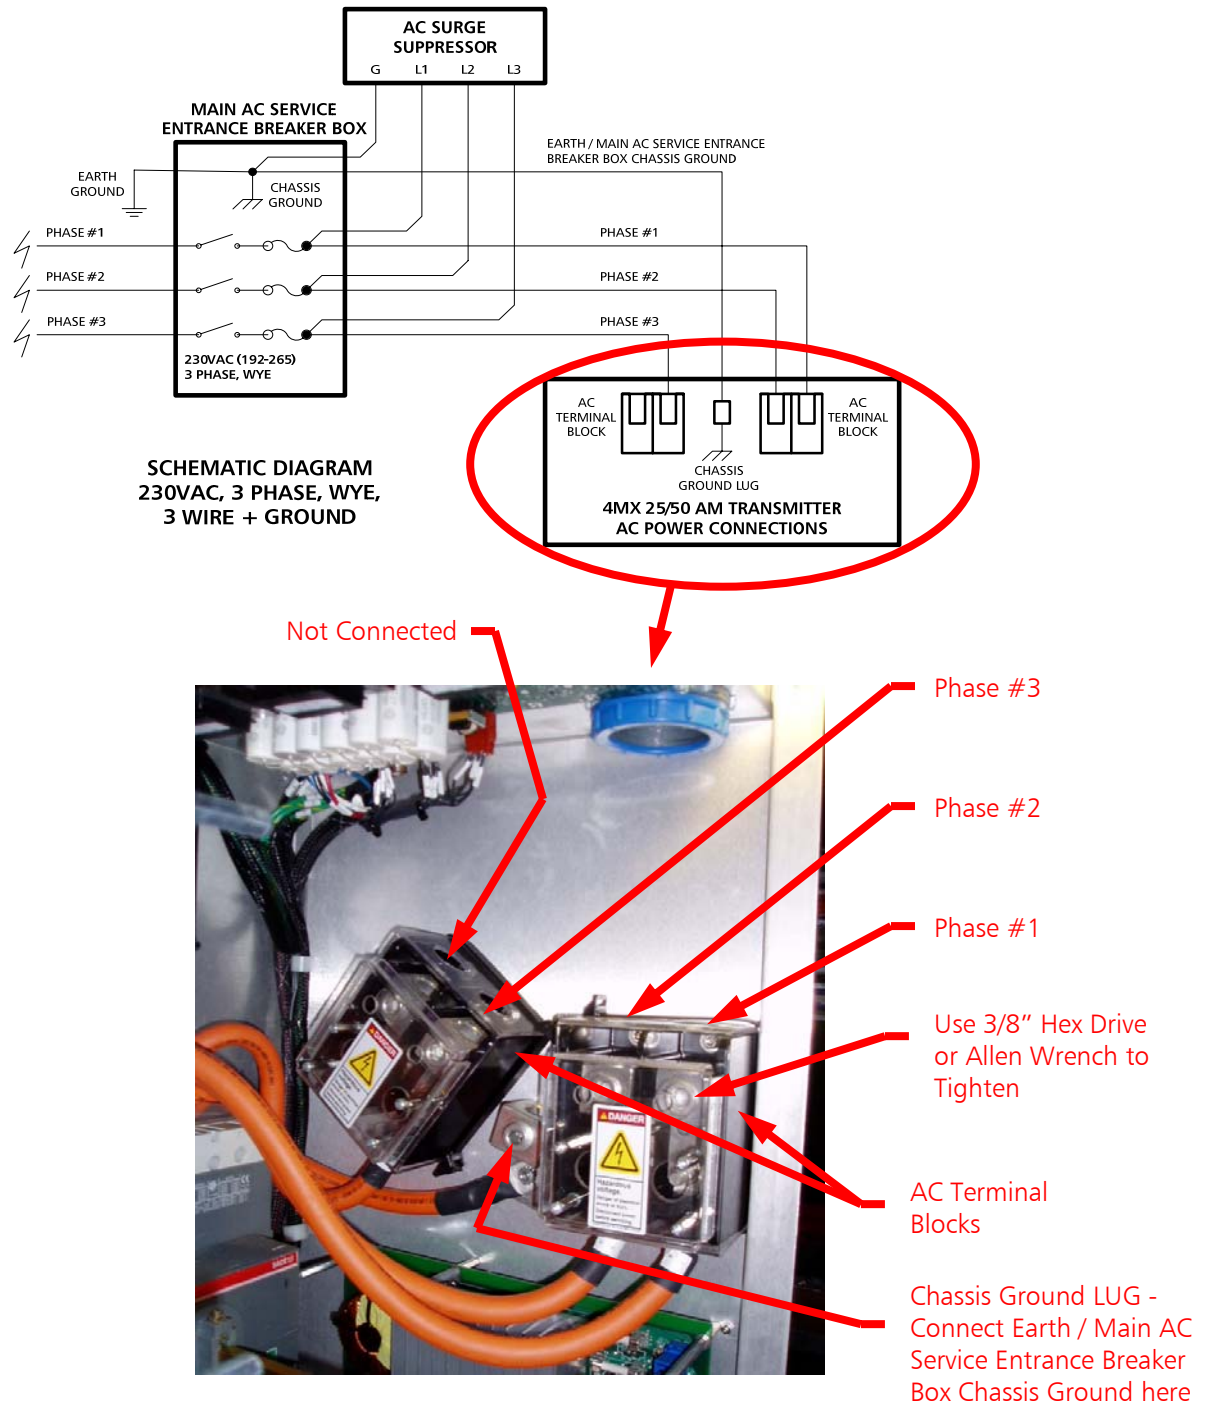 AC SURGE
SUPPRESSOR
G L1 L2 L3
MAIN AC SERVICE
ENTRANCE BREAKER BOX
EARTH / MAIN AC SERVICE ENTRANCE
BREAKER BOX CHASSIS GROUND
EARTH
GROUND
CHASSIS
GROUND
PHASE #1
PHASE #1
PHASE #2
PHASE #2
PHASE #3
PHASE #3
230VAC (192-265)
3 PHASE, WYE
AC
TERMINAL
BLOCK
AC
TERMINAL
BLOCK
CHASSIS
GROUND LUG
4MX 25/50 AM TRANSMITTER
AC POWER CONNECTIONS
SCHEMATIC DIAGRAM
230VAC, 3 PHASE, WYE,
3 WIRE + GROUND
Not Connected
Phase #3
Phase #2
Phase #1
Use 3/8” Hex Drive
or Allen Wrench to
Tighten
DANGER
DANGER
Hazardous
voltage.
AC Terminal
Blocks
Chassis Ground LUG -
Connect Earth / Main AC
Service Entrance Breaker
Box Chassis Ground here